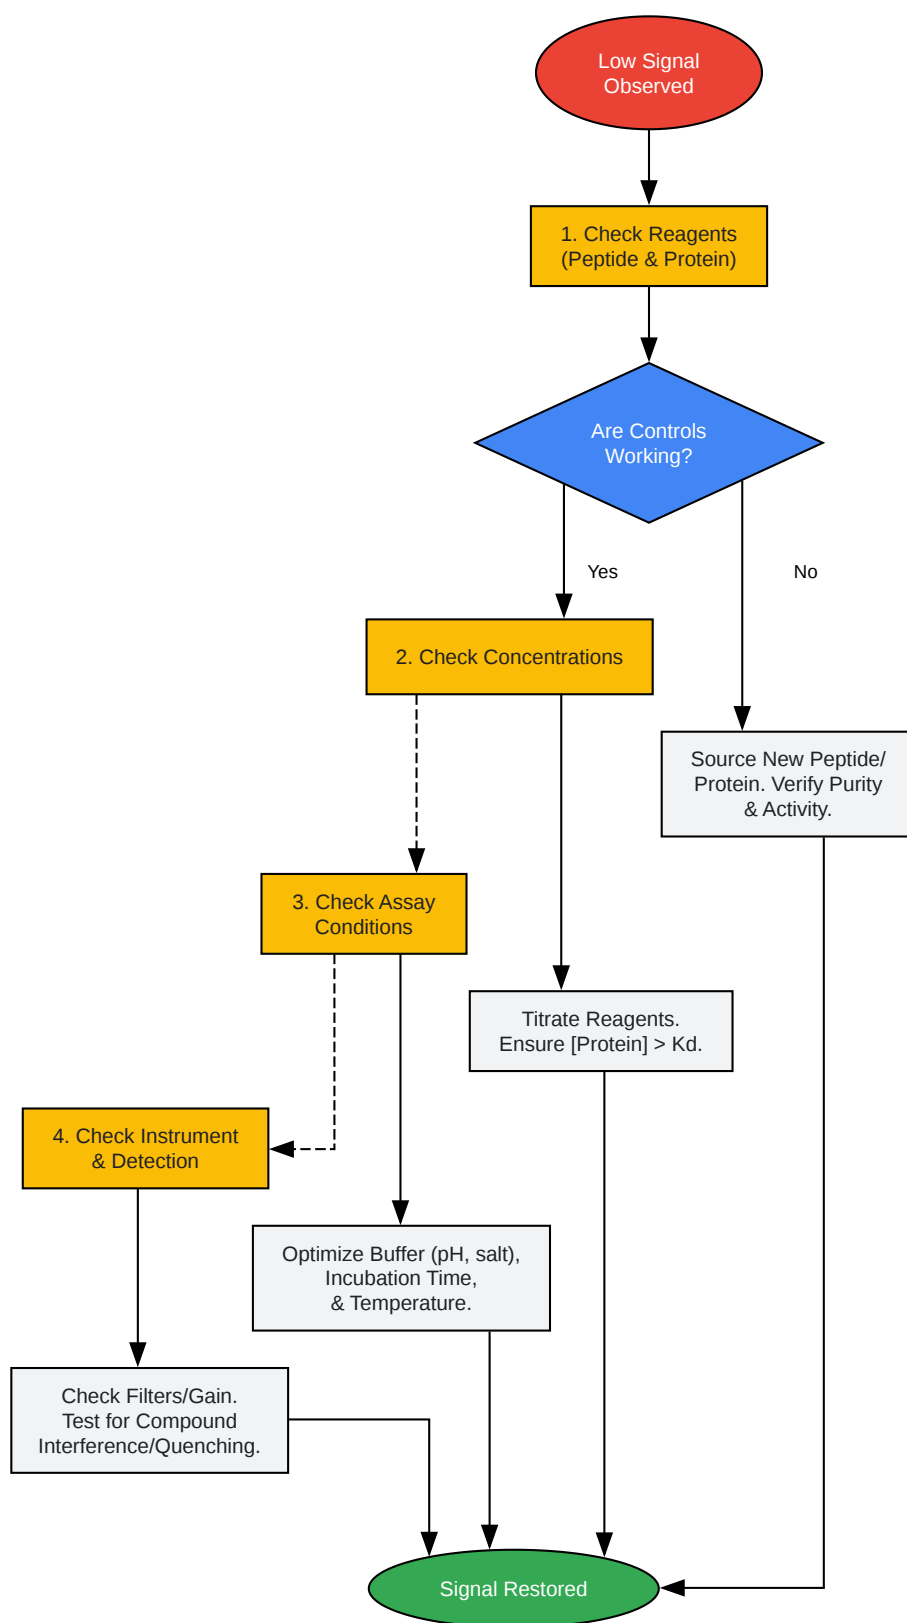 Low Signal
Observed
1. Check Reagents
(Peptide & Protein)
Are Controls
Working?
Yes
No
2. Check Concentrations
Source New Peptide/
Protein. Verify Purity
& Activity.
3. Check Assay
Conditions
Titrate Reagents.
Ensure [Protein] > Kd.
4. Check Instrument
& Detection
Optimize Buffer (pH, salt),
Incubation Time,
& Temperature.
Check Filters/Gain.
Test for Compound
Interference/Quenching.
Signal Restored